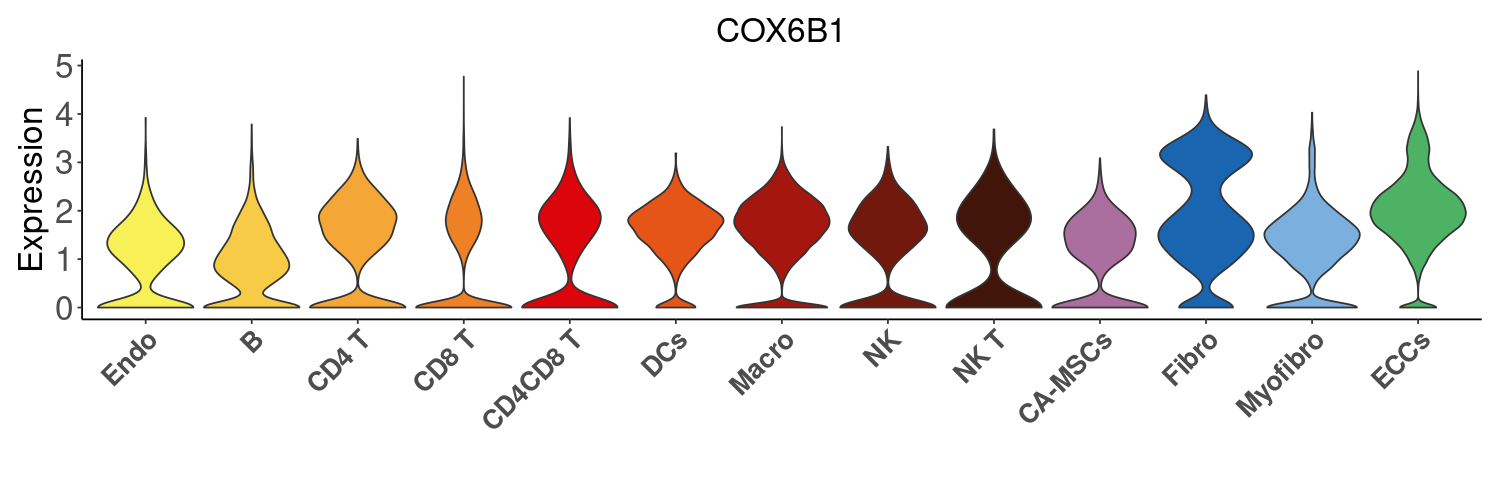 COX6B1
Expression
5
4
3
2
1
0
Endo
B
CD4 T
CD8 T
CD4CD8 T
DCs
Macro
NK
NK T
CA-MSCs
Fibro
Myofibro
ECCs